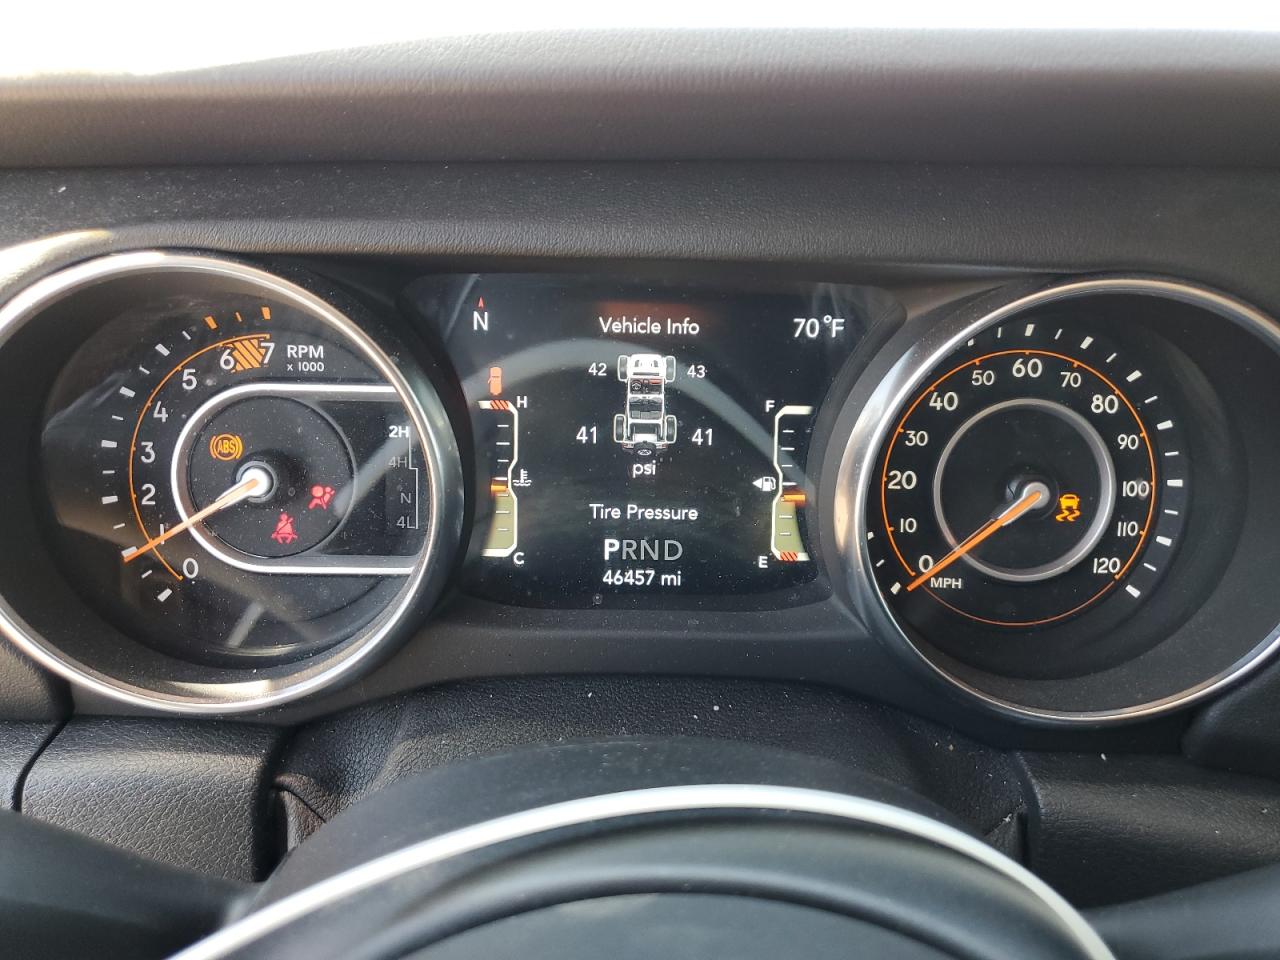 RPM
x 1000
0
1
2
3
4
5
6
7
ABS
2H
4H
N
4L
N
Vehicle Info
70°F
42
43
41
41
psi
Tire Pressure
PRND
46457 mi
H
C
F
E
0
10
20
30
40
50
60
70
80
90
100
110
120
MPH